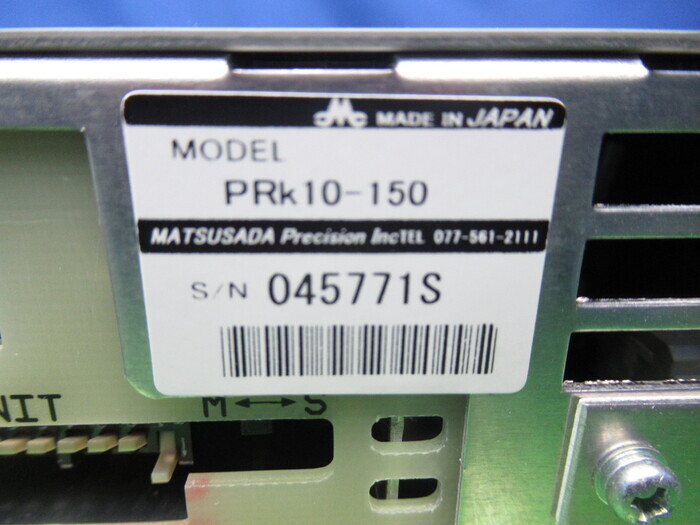 MADE IN JAPAN
MODEL
PRk10-150
MATSUSADA Precision Inc TEL 077-561-2111
S/N 045771S
NIT
M ←→ S